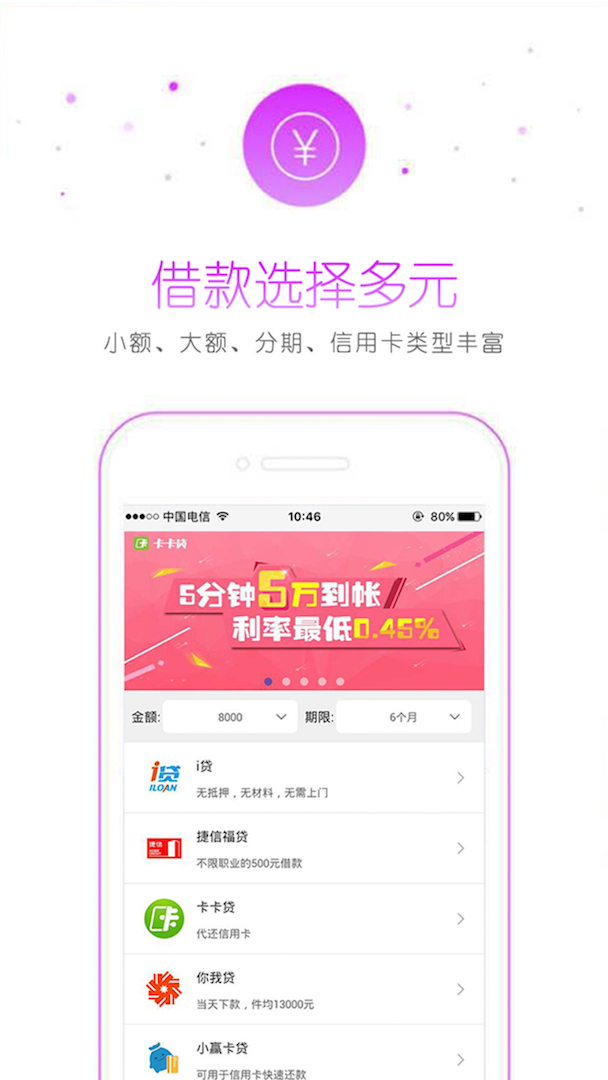 ¥
借款选择多元
小额、大额、分期、信用卡类型丰富
中国电信 10:46 80%
卡卡贷
5分钟5万到帐
利率最低0.45%
金额: 8000 期限: 6个月
i贷
ILOAN
i贷
无抵押，无材料，无需上门
捷信
捷信福贷
不限职业的500元借款
卡
卡卡贷
代还信用卡
你我贷
当天下款，件均13000元
小赢卡贷
可用于信用卡快速还款